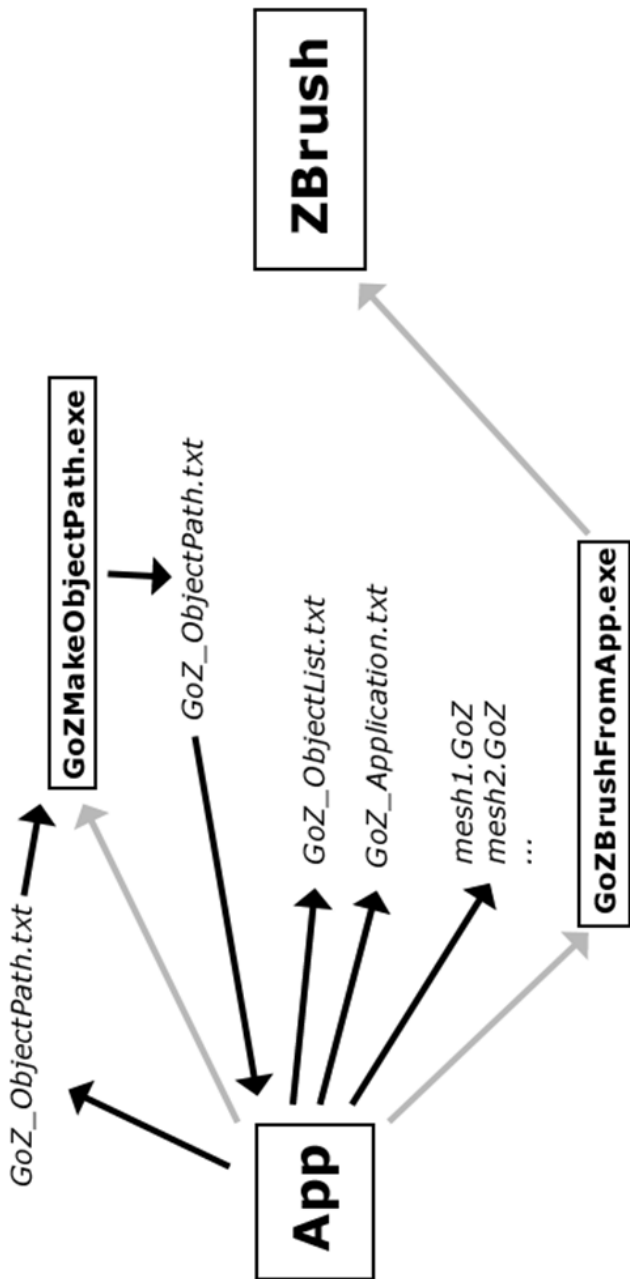 GoZ_ObjectPath.txt
GoZMakeObjectPath.exe
GoZ_ObjectPath.txt
App
GoZ_ObjectList.txt
GoZ_Application.txt
mesh1.GoZ
mesh2.GoZ
...
GoZBrushFromApp.exe
ZBrush